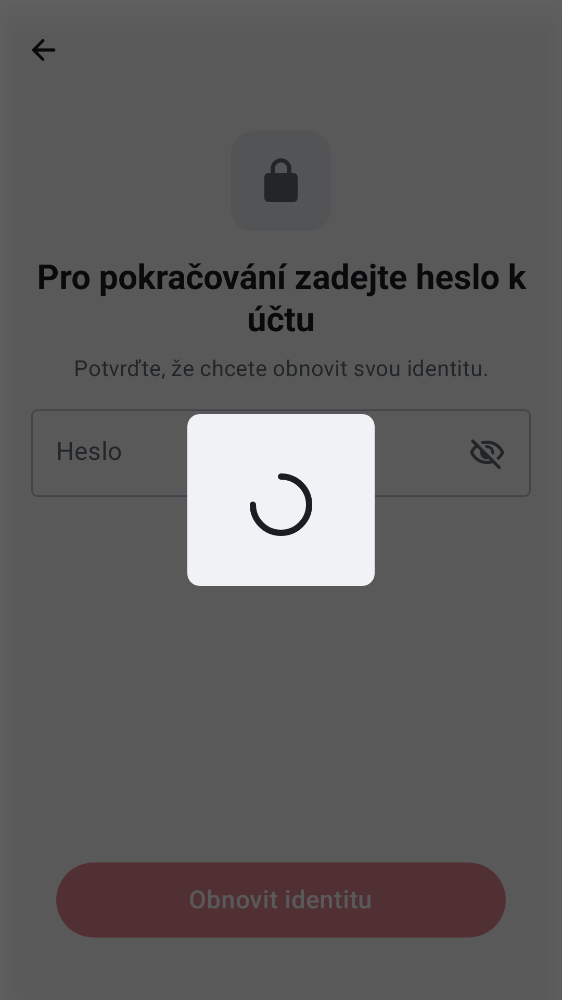 Pro pokračování zadejte heslo k
účtu
Potvrďte, že chcete obnovit svou identitu.
Heslo
Obnovit identitu